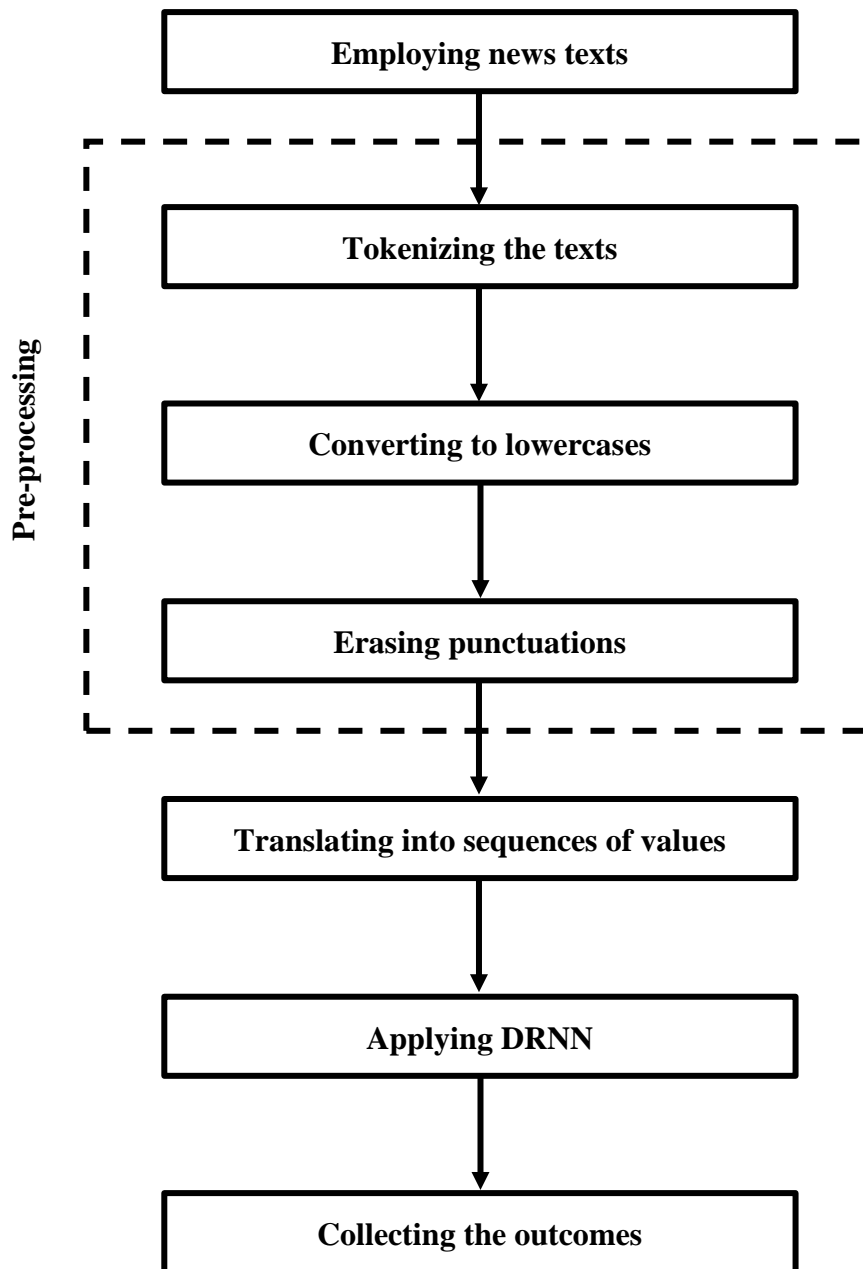 Employing news texts
Pre-processing
Tokenizing the texts
Converting to lowercases
Erasing punctuations
Translating into sequences of values
Applying DRNN
Collecting the outcomes